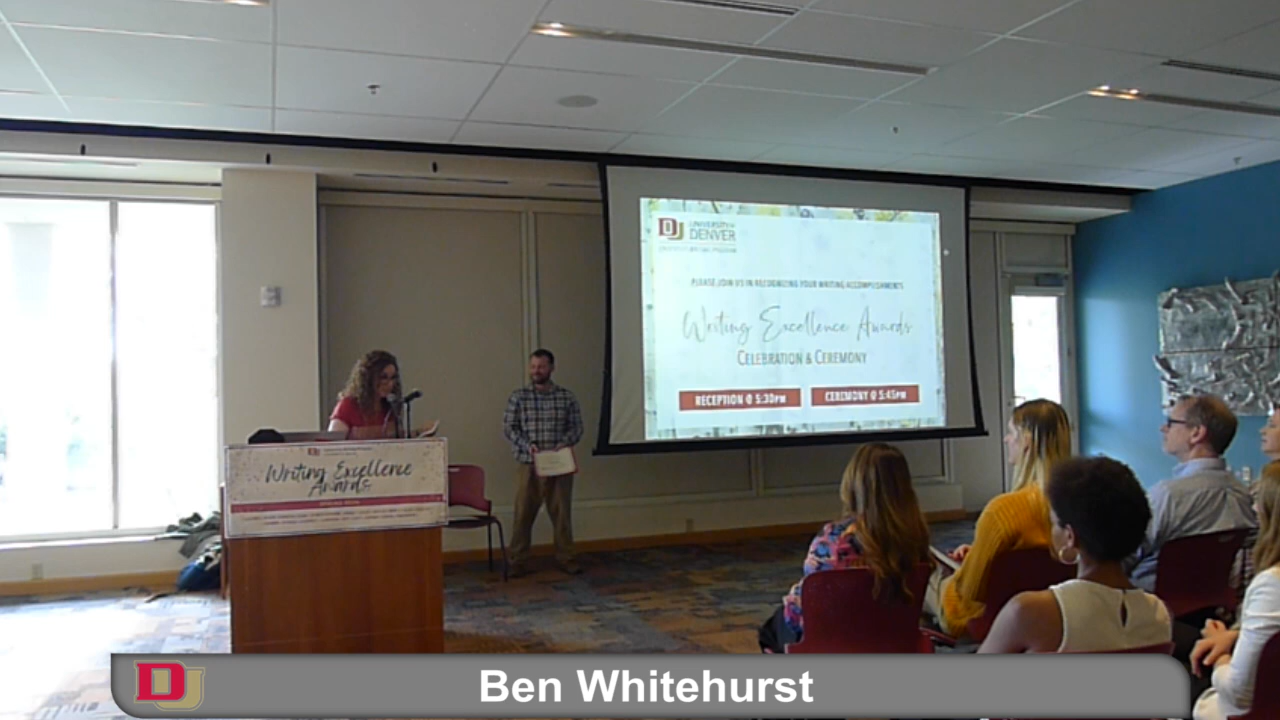 DU UNIVERSITY of
DENVER
PLEASE JOIN US IN RECOGNIZING YOUR WRITING ACCOMPLISHMENTS
Writing Excellence Awards
CELEBRATION & CEREMONY
RECEPTION @ 5:30PM
CEREMONY @ 5:45PM
Writing Excellence
Awards
DU
Ben Whitehurst